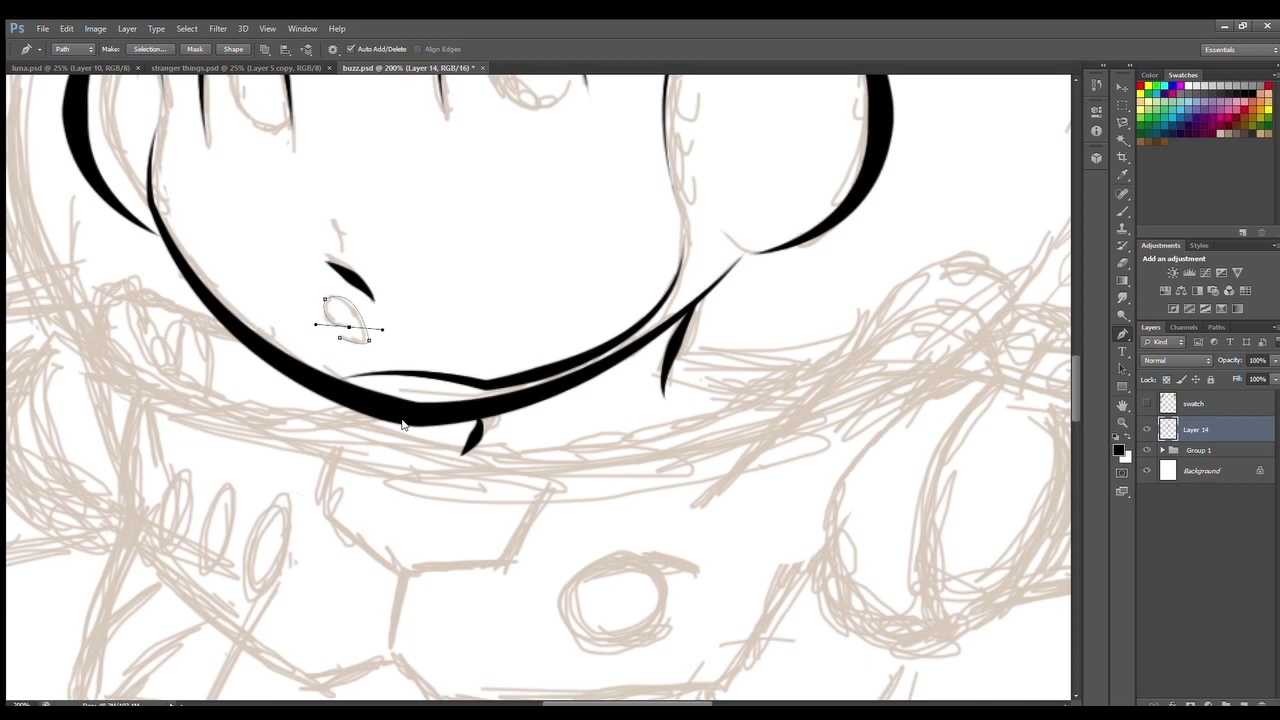 Ps File Edit Image Layer Type Select Filter 3D View Window Help
Path Make: Selection... Mask Shape Auto Add/Delete Align Edges Essentials
luna.psd @ 25% (Layer 10, RGB/8) × stranger things.psd @ 25% (Layer 5 copy, RGB/8) × buzz.psd @ 200% (Layer 14, RGB/16) * ×
Color Swatches
Adjustments Styles
Add an adjustment
Layers Channels Paths
Kind
Normal Opacity: 100%
Lock: Fill: 100%
swatch
Layer 14
Group 1
Background